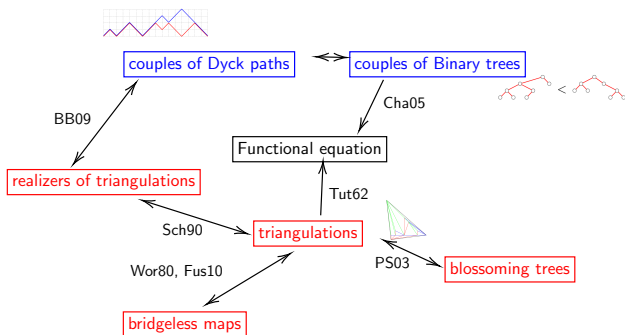 couples of Dyck paths
couples of Binary trees
<
Cha05
BB09
Functional equation
realizers of triangulations
Tut62
Sch90
triangulations
PS03
Wor80, Fus10
blossoming trees
bridgeless maps